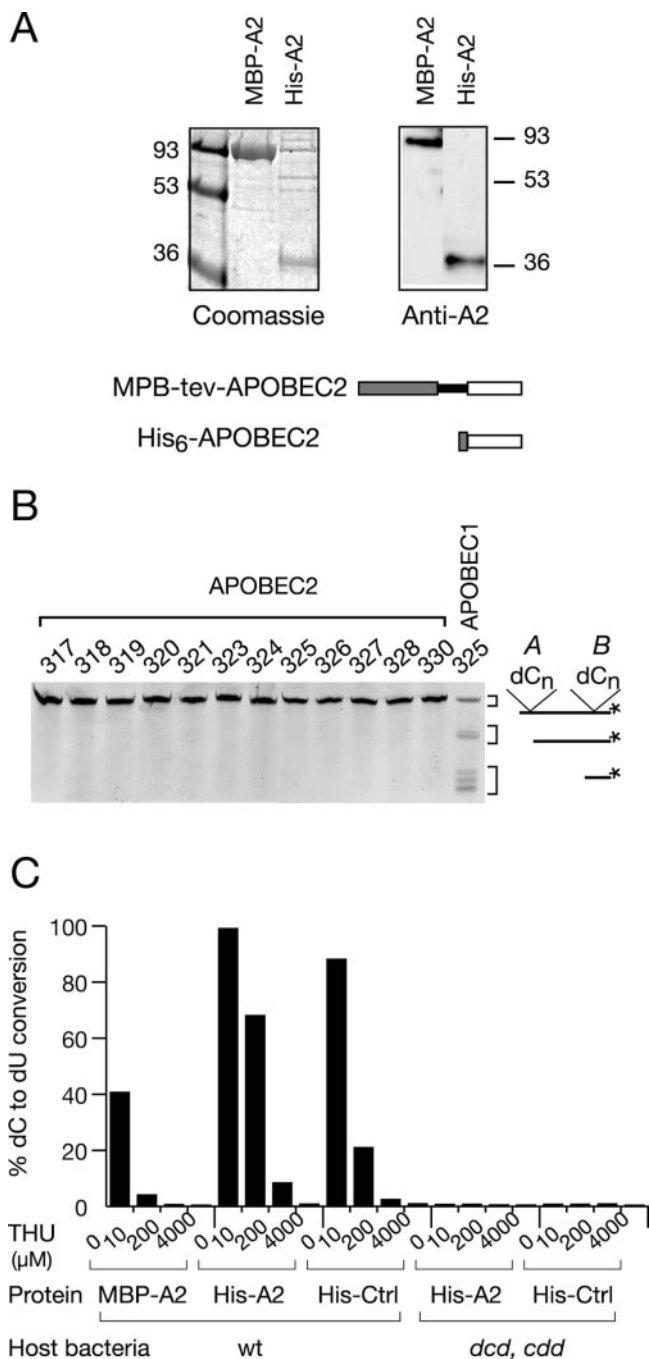 A
MBP-A2 His-A2 MBP-A2 His-A2
93 93
53 53
36 36
Coomassie Anti-A2
MPB-tev-APOBEC2
His6-APOBEC2
B
APOBEC2 APOBEC1
317 318 319 320 321 323 324 325 326 327 328 330 325
A B
dCn dCn
*
*
*
C
% dC to dU conversion
100
80
60
40
20
0
THU (µM) 0 10 200 4000 0 10 200 4000 0 10 200 4000 0 10 200 4000 0 10 200 4000
Protein MBP-A2 His-A2 His-Ctrl His-A2 His-Ctrl
Host bacteria wt dcd, cdd